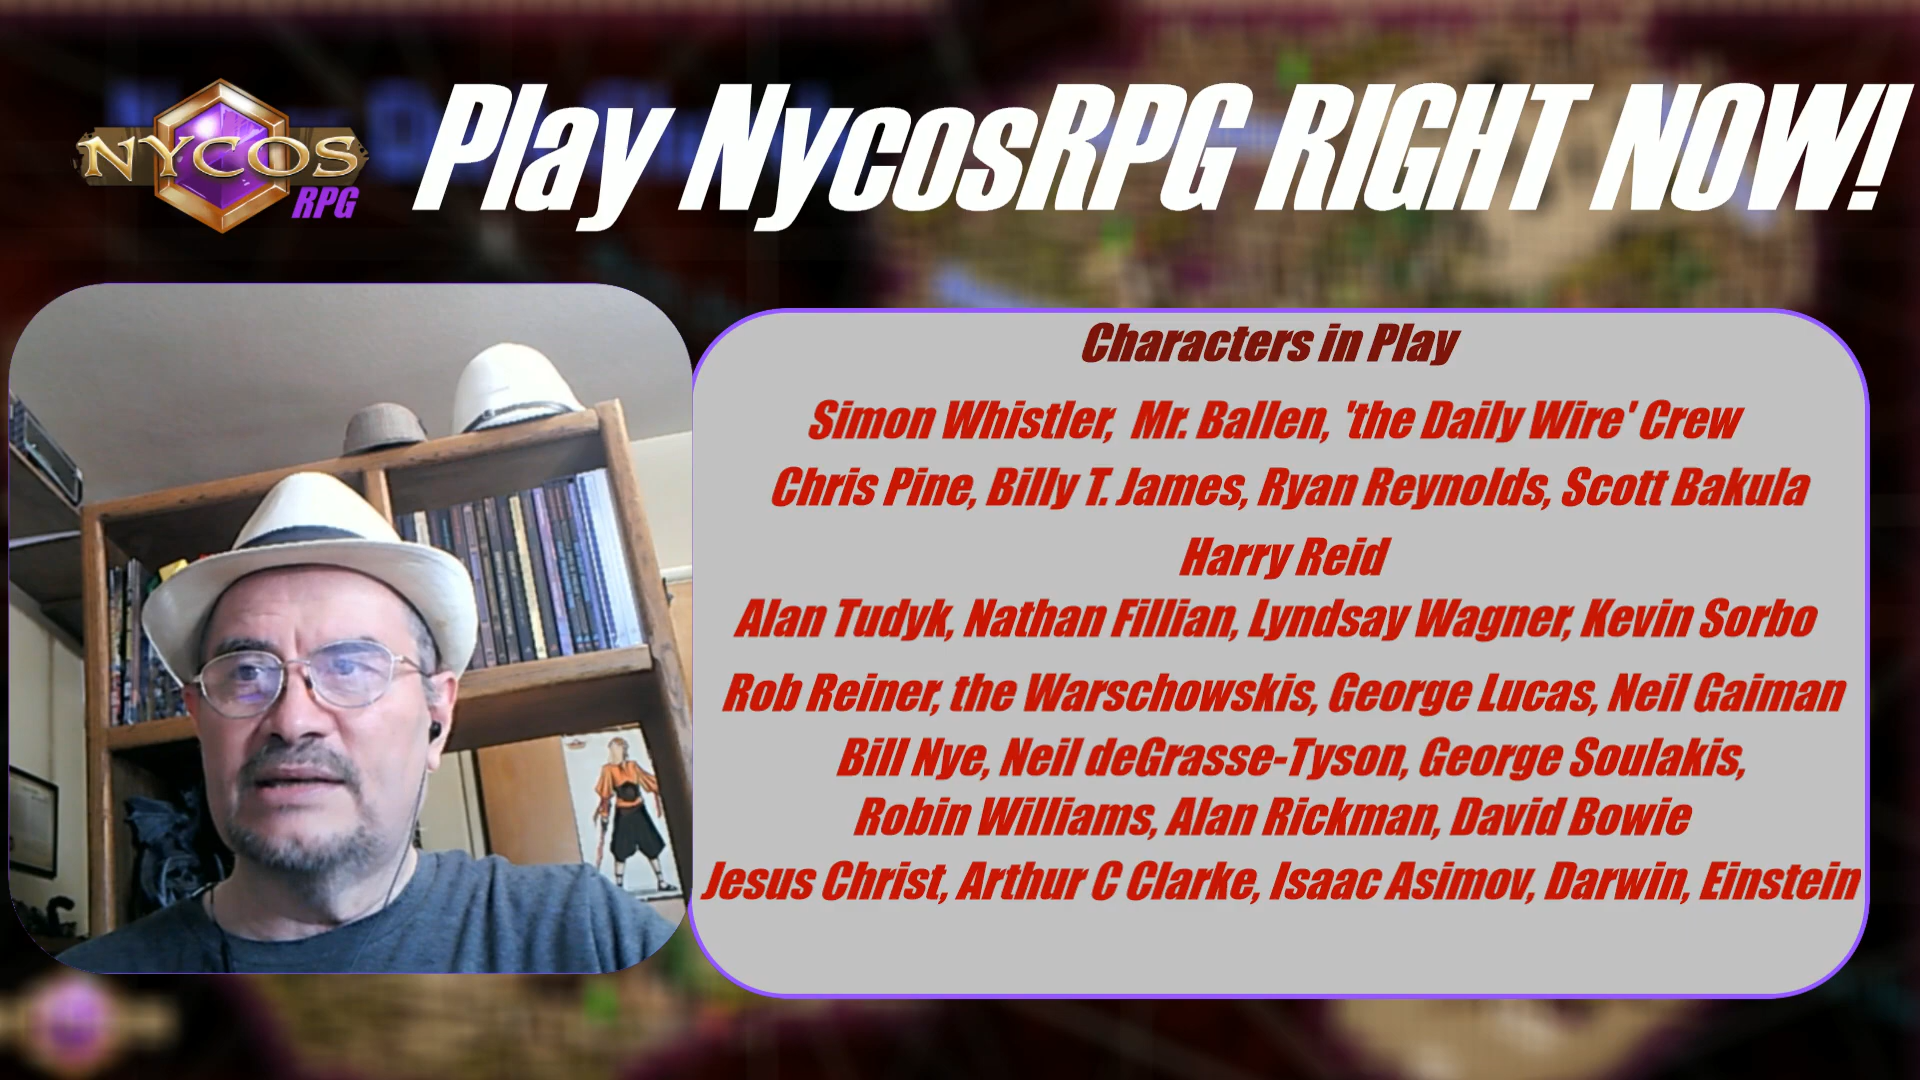 NYCOS
RPG
Play NycosRPG RIGHT NOW!
Characters in Play
Simon Whistler,  Mr. Ballen, 'the Daily Wire' Crew
Chris Pine, Billy T. James, Ryan Reynolds, Scott Bakula
Harry Reid
Alan Tudyk, Nathan Fillian, Lyndsay Wagner, Kevin Sorbo
Rob Reiner, the Warschowskis, George Lucas, Neil Gaiman
Bill Nye, Neil deGrasse-Tyson, George Soulakis,
Robin Williams, Alan Rickman, David Bowie
Jesus Christ, Arthur C Clarke, Isaac Asimov, Darwin, Einstein